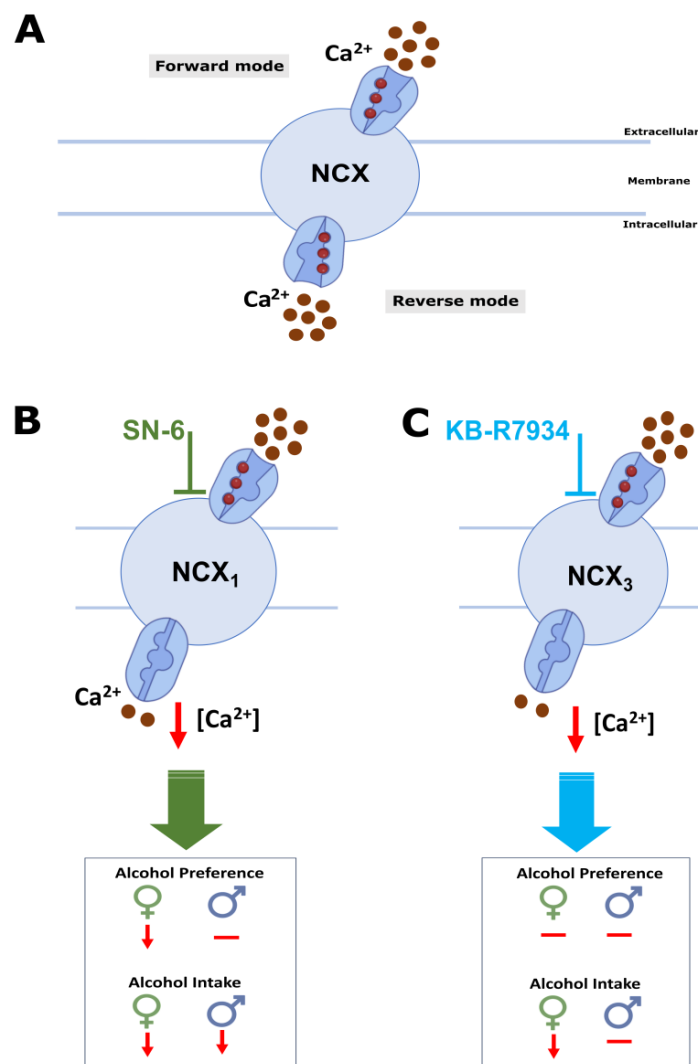 A
Forward mode
Ca²⁺
Extracellular
NCX
Membrane
Intracellular
Ca²⁺
Reverse mode
B
SN-6
NCX₁
Ca²⁺
[Ca²⁺]
Alcohol Preference
Alcohol Intake
C
KB-R7934
NCX₃
[Ca²⁺]
Alcohol Preference
Alcohol Intake